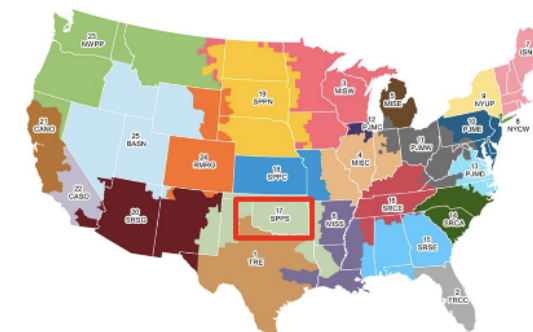 23
NWPP
7
ISN
3
MISW
9
NYUP
5
MISE
19
SPPN
8
NYCW
10
PJME
12
PJMC
11
PJMW
21
CANO
25
BASN
4
MISC
13
PJMD
24
RMRG
18
SPPC
22
CASO
16
SRCE
17
SPPS
14
SRCA
20
SRSG
6
MISS
15
SRSE
1
TRE
2
FRCC